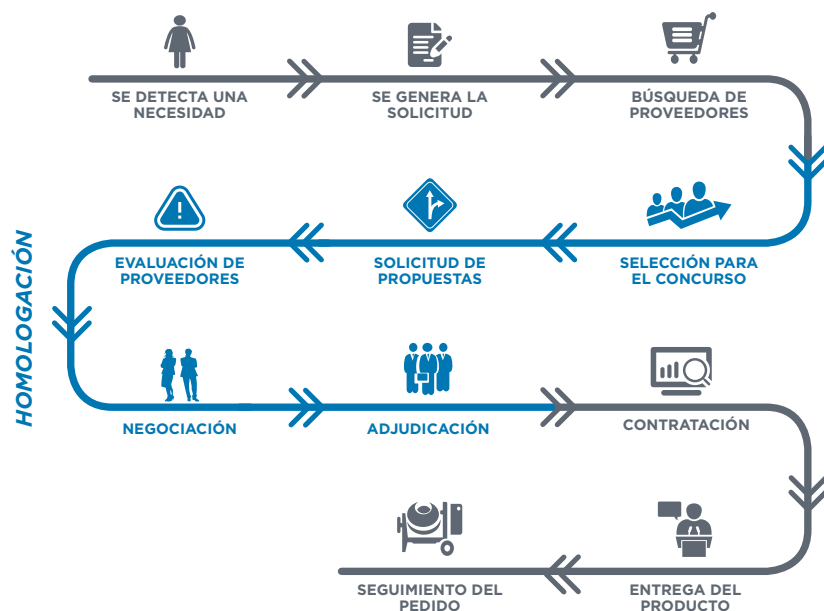 SE DETECTA UNA
NECESIDAD
SE GENERA LA
SOLICITUD
BÚSQUEDA DE
PROVEEDORES
SELECCIÓN PARA
EL CONCURSO
SOLICITUD DE
PROPUESTAS
EVALUACIÓN DE
PROVEEDORES
HOMOLOGACIÓN
NEGOCIACIÓN
ADJUDICACIÓN
CONTRATACIÓN
ENTREGA DEL
PRODUCTO
SEGUIMIENTO DEL
PEDIDO